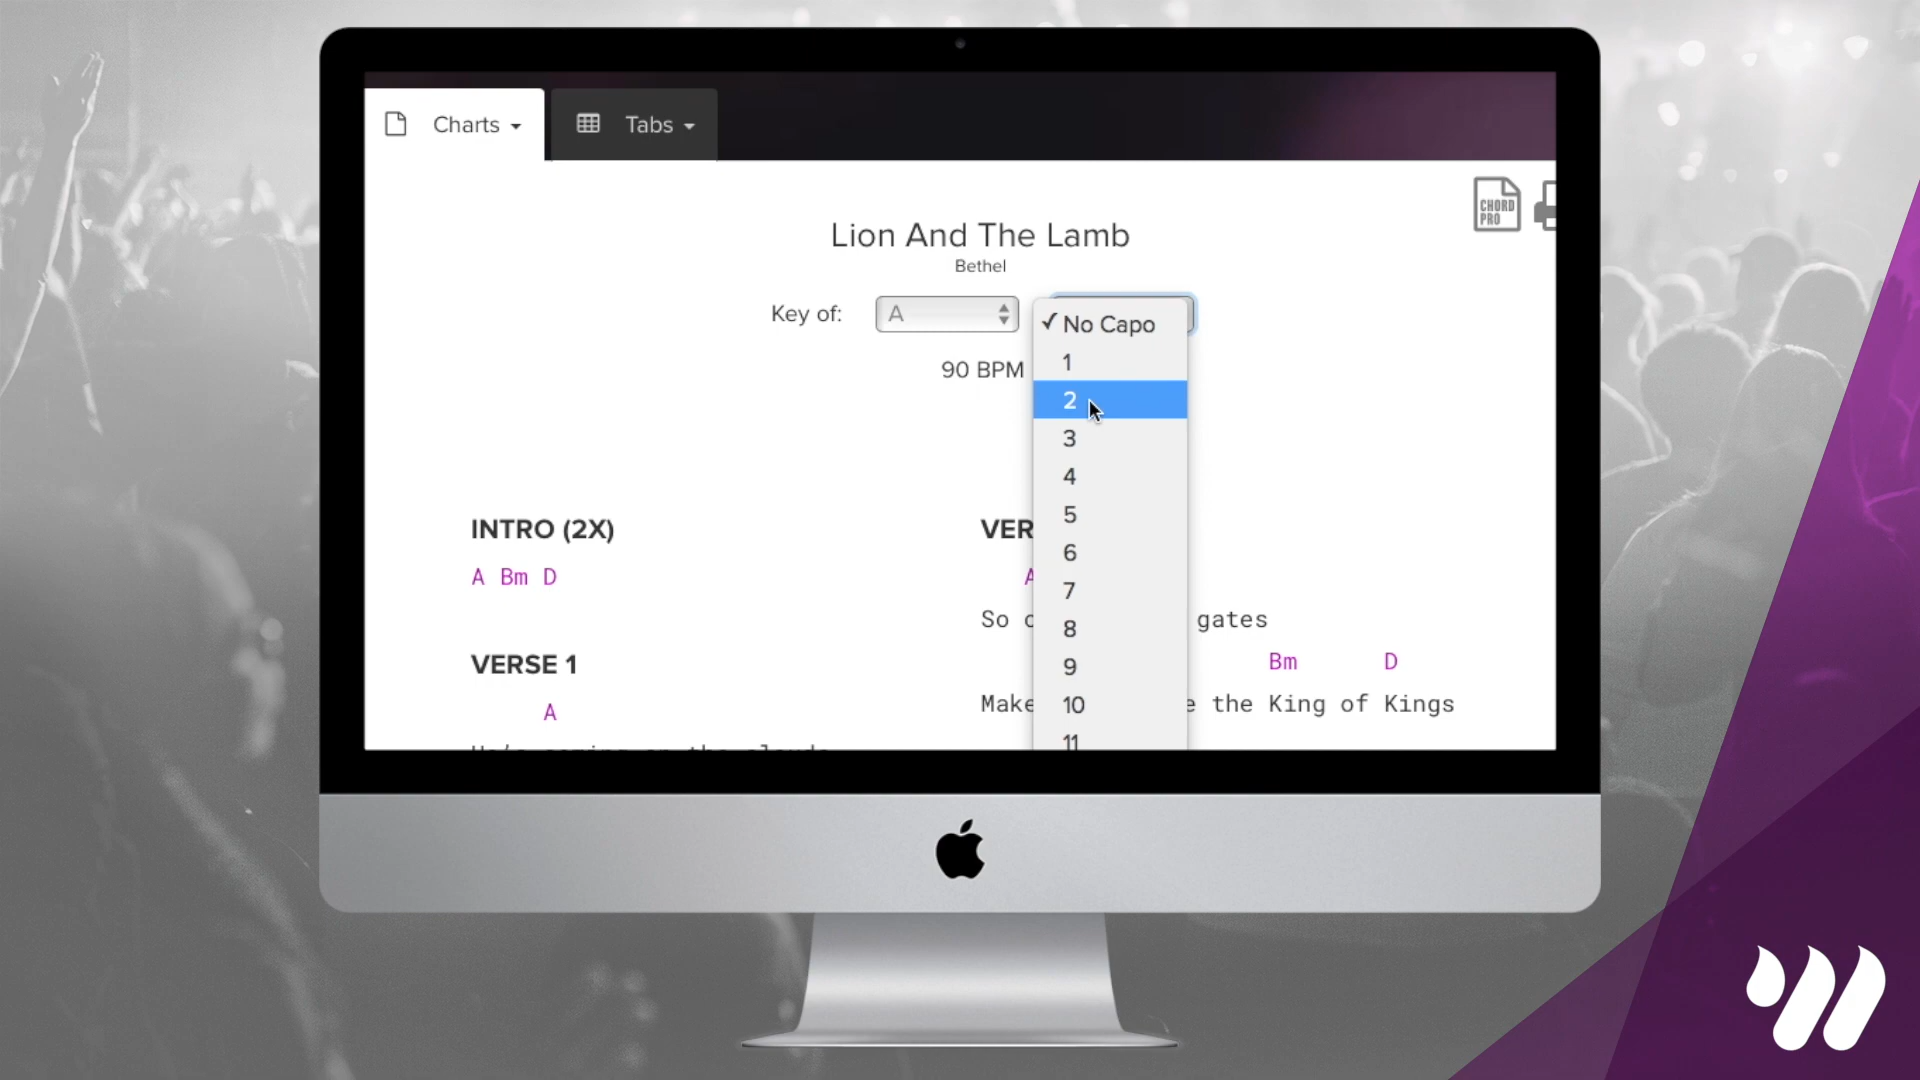 Charts
Tabs
CHORD
PRO
Lion And The Lamb
Bethel
Key of: A
✓ No Capo
90 BPM
1
2
3
4
5
6
7
8
9
10
11
INTRO (2X)
A Bm D
VERSE 1
A
VER
A
So gates
Bm D
Make the King of Kings